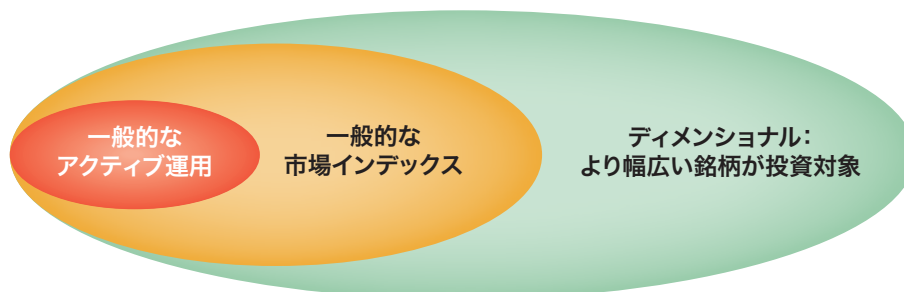 一般的な
アクティブ運用
一般的な
市場インデックス
ディメンショナル：
より幅広い銘柄が投資対象